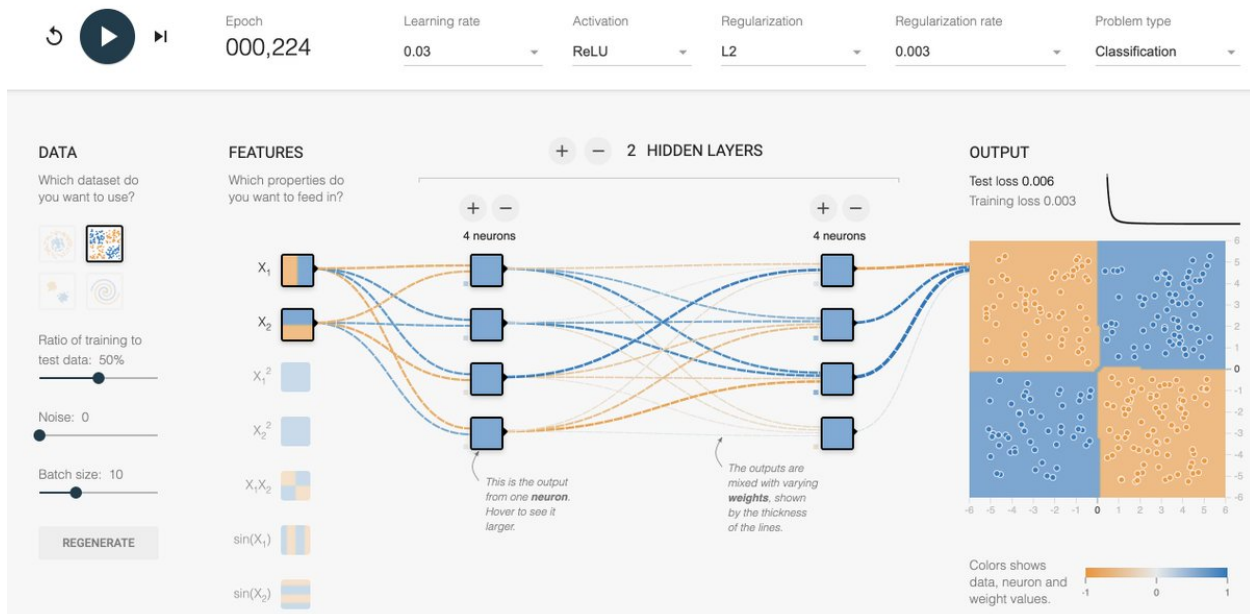 Epoch
000,224
Learning rate
0.03
Activation
ReLU
Regularization
L2
Regularization rate
0.003
Problem type
Classification
DATA
Which dataset do
you want to use?
Ratio of training to
test data: 50%
Noise: 0
Batch size: 10
REGENERATE
FEATURES
Which properties do
you want to feed in?
X₁
X₂
X₁²
X₂²
X₁X₂
sin(X₁)
sin(X₂)
+ − 2 HIDDEN LAYERS
+ −
4 neurons
+ −
4 neurons
This is the output
from one neuron.
Hover to see it
larger.
The outputs are
mixed with varying
weights, shown
by the thickness
of the lines.
OUTPUT
Test loss 0.006
Training loss 0.003
6
5
4
3
2
1
0
-1
-2
-3
-4
-5
-6
-6 -5 -4 -3 -2 -1 0 1 2 3 4 5 6
Colors shows
data, neuron and
weight values.
-1 0 1